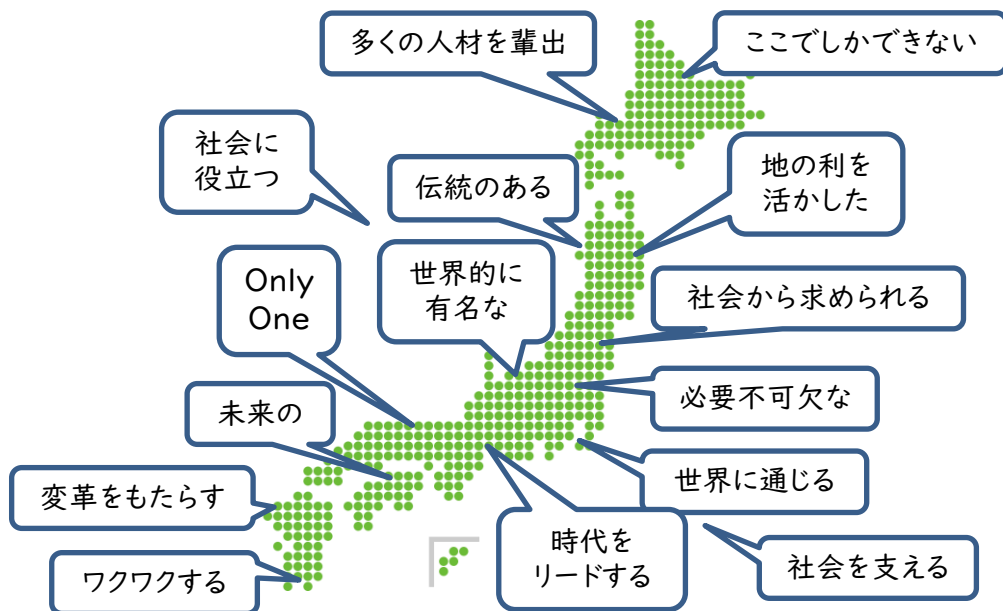 多くの人材を輩出
ここでしかできない
社会に
役立つ
伝統のある
地の利を
活かした
Only
One
世界的に
有名な
社会から求められる
未来の
必要不可欠な
変革をもたらす
世界に通じる
ワクワクする
時代を
リードする
社会を支える